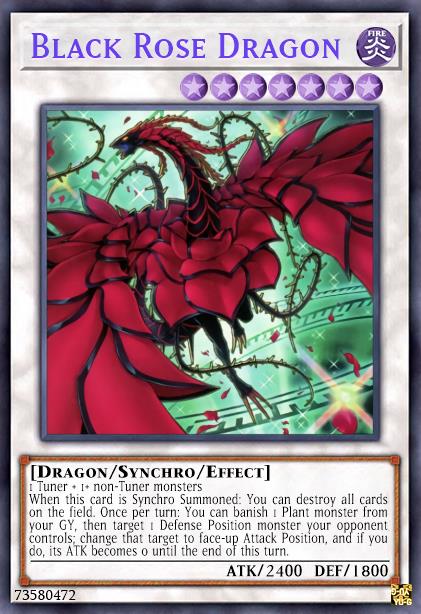 Black Rose Dragon
FIRE
炎
[Dragon/Synchro/Effect]
1 Tuner + 1+ non-Tuner monsters
When this card is Synchro Summoned: You can destroy all cards
on the field. Once per turn: You can banish 1 Plant monster from
your GY, then target 1 Defense Position monster your opponent
controls; change that target to face-up Attack Position, and if you
do, its ATK becomes 0 until the end of this turn.
ATK/2400 DEF/1800
73580472